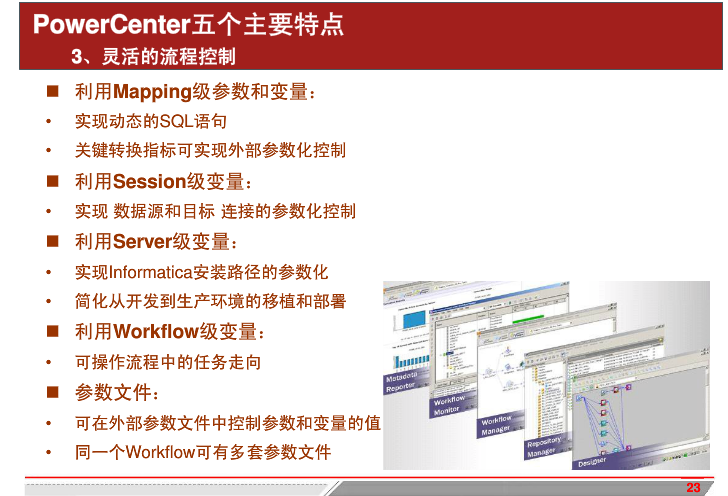 PowerCenter五个主要特点
3、灵活的流程控制
■ 利用Mapping级参数和变量：
• 实现动态的SQL语句
• 关键转换指标可实现外部参数化控制
■ 利用Session级变量：
• 实现 数据源和目标 连接的参数化控制
■ 利用Server级变量：
• 实现Informatica安装路径的参数化
• 简化从开发到生产环境的移植和部署
■ 利用Workflow级变量：
• 可操作流程中的任务走向
■ 参数文件：
• 可在外部参数文件中控制参数和变量的值
• 同一个Workflow可有多套参数文件
Metadata
Reporter
Workflow
Monitor
Workflow
Manager
Repository
Manager
Designer
23